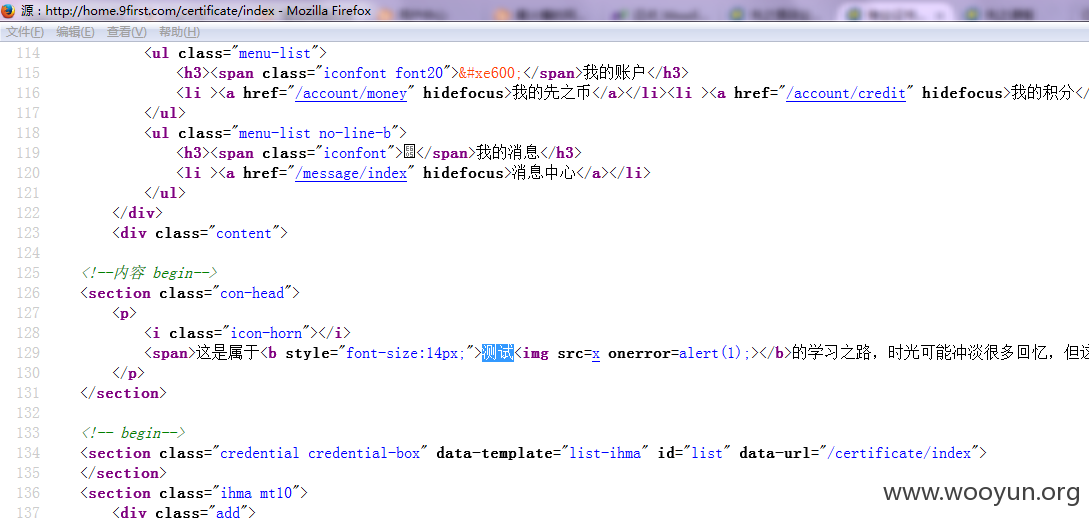 源：http://home.9first.com/certificate/index - Mozilla Firefox
文件(F) 编辑(E) 查看(V) 帮助(H)
114 <ul class="menu-list">
115 <h3><span class="iconfont font20">&#xe600;</span>我的账户</h3>
116 <li ><a href="/account/money" hidefocus>我的先之币</a></li><li ><a href="/account/credit" hidefocus>我的积分</
117 </ul>
118 <ul class="menu-list no-line-b">
119 <h3><span class="iconfont"></span>我的消息</h3>
120 <li ><a href="/message/index" hidefocus>消息中心</a></li>
121 </ul>
122 </div>
123 <div class="content">
124
125 <!--内容 begin-->
126 <section class="con-head">
127 <p>
128 <i class="icon-horn"></i>
129 <span>这是属于<b style="font-size:14px;">测试<img src=x onerror=alert(1);></b>的学习之路，时光可能冲淡很多回忆，但这
130 </p>
131 </section>
132
133 <!-- begin-->
134 <section class="credential credential-box" data-template="list-ihma" id="list" data-url="/certificate/index">
135 </section>
136 <section class="ihma mt10">
137 <div class="add">
www.wooyun.org